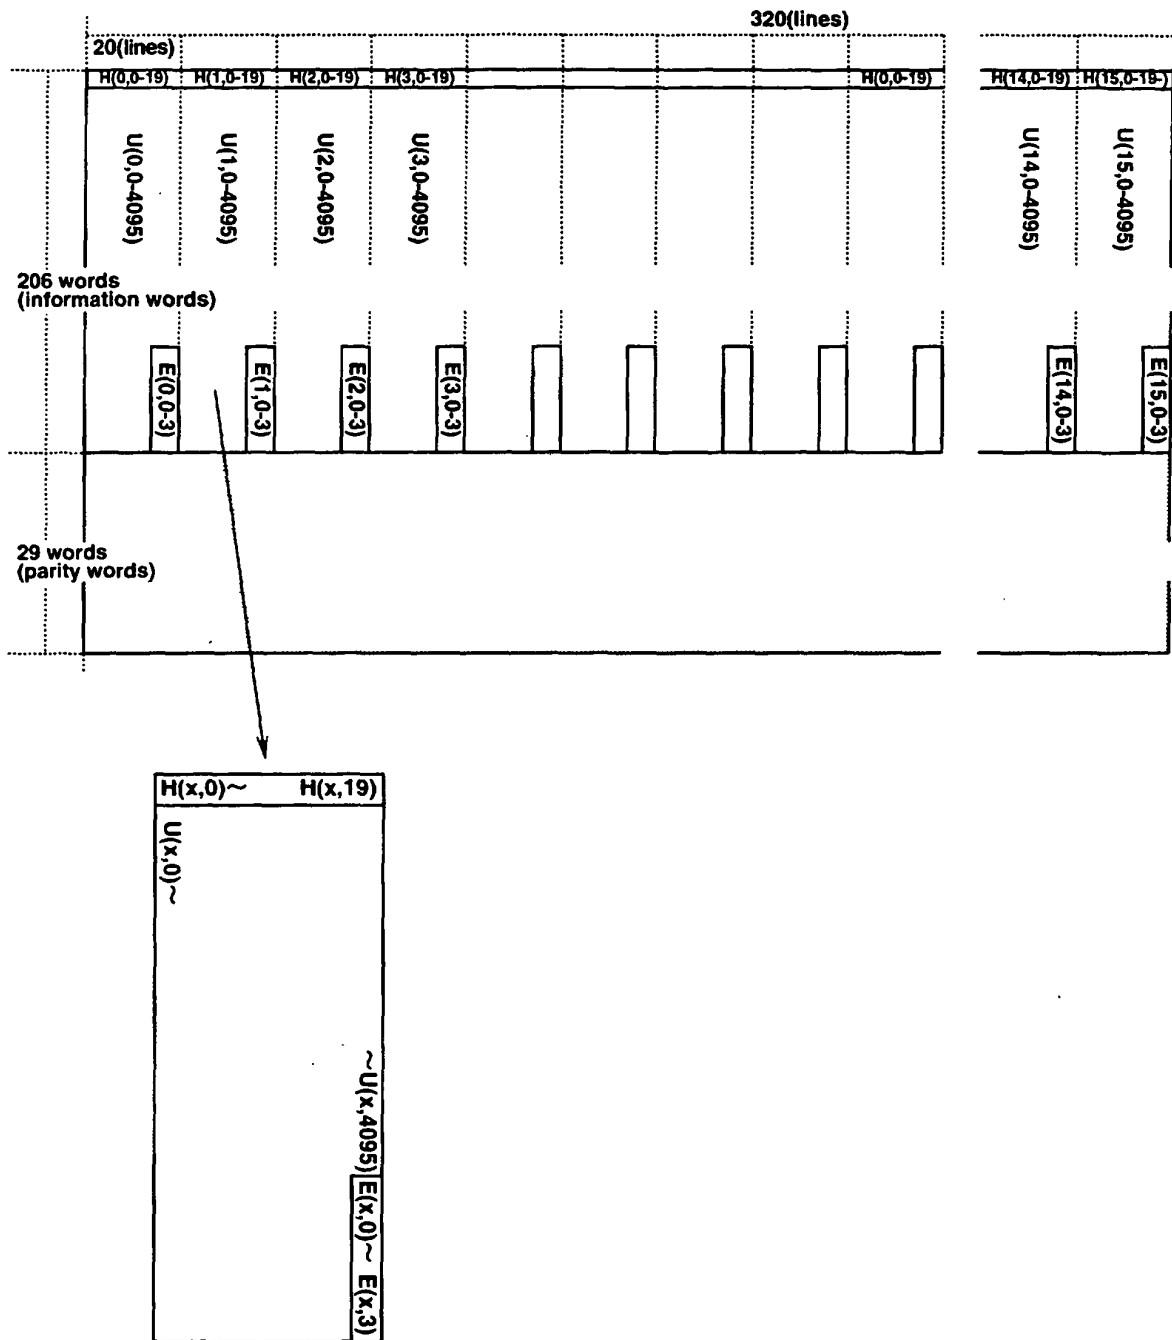 320(lines)
20(lines)
H(0,0-19) H(1,0-19) H(2,0-19) H(3,0-19) H(0,0-19) H(14,0-19) H(15,0-19-)
U(0,0-4095)
U(1,0-4095)
U(2,0-4095)
U(3,0-4095)
U(14,0-4095)
U(15,0-4095)
206 words
(information words)
E(0,0-3)
E(1,0-3)
E(2,0-3)
E(3,0-3)
E(14,0-3)
E(15,0-3)
29 words
(parity words)
H(x,0)~ H(x,19)
U(x,0)~
~U(x,4095)
E(x,0)~ E(x,3)